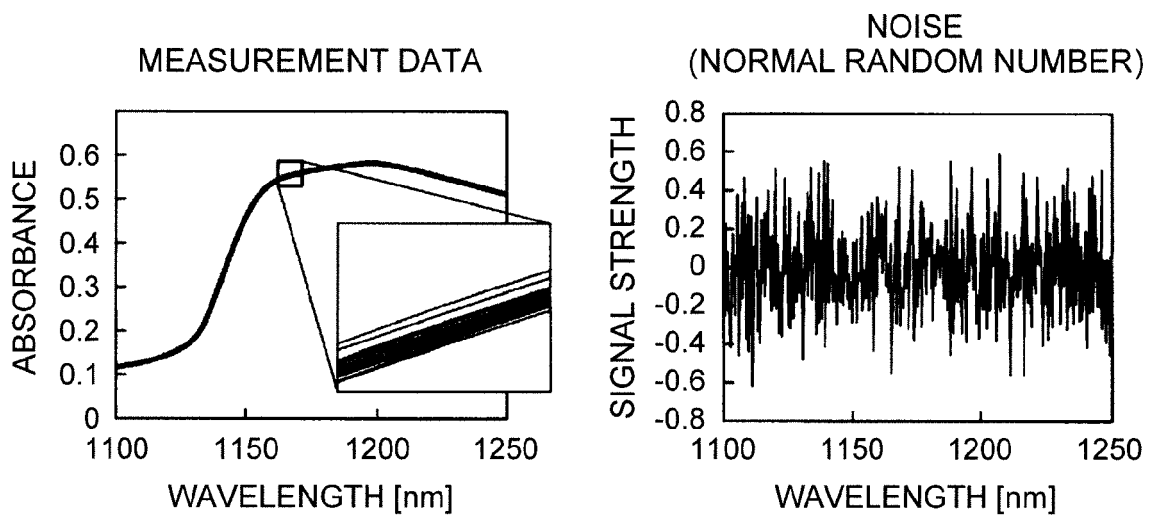 MEASUREMENT DATA
ABSORBANCE
0.6
0.5
0.4
0.3
0.2
0.1
0
1100 1150 1200 1250
WAVELENGTH [nm]
NOISE
(NORMAL RANDOM NUMBER)
SIGNAL STRENGTH
0.8
0.6
0.4
0.2
0
-0.2
-0.4
-0.6
-0.8
1100 1150 1200 1250
WAVELENGTH [nm]